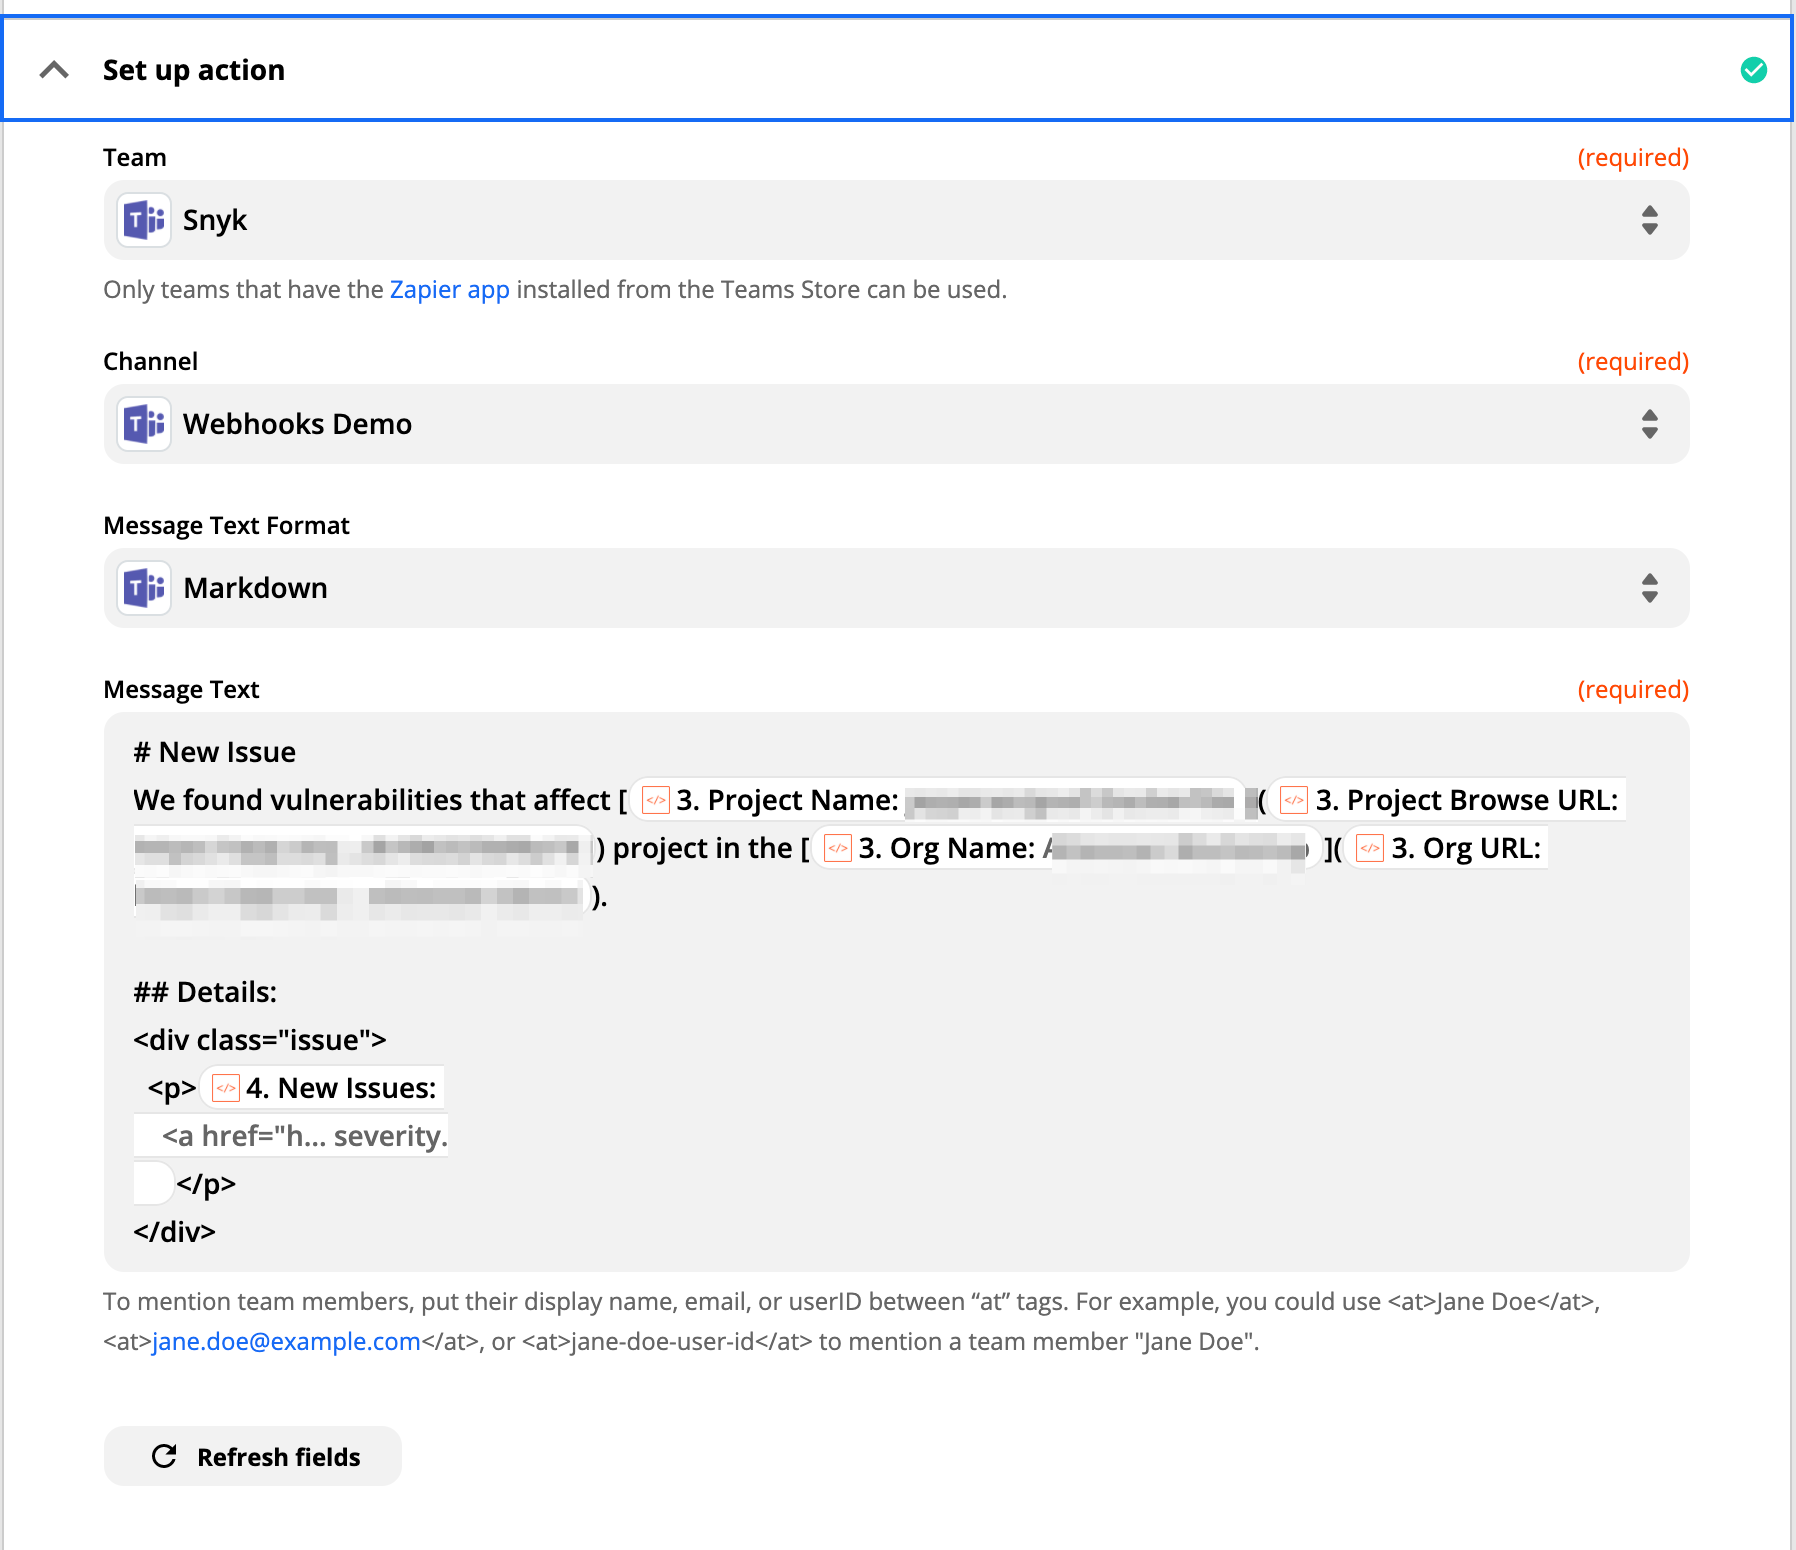 Set up action
Team (required)
Snyk
Only teams that have the Zapier app installed from the Teams Store can be used.
Channel (required)
Webhooks Demo
Message Text Format
Markdown
Message Text (required)
# New Issue
We found vulnerabilities that affect [ </> 3. Project Name: ( </> 3. Project Browse URL:
) project in the [ </> 3. Org Name: ]( </> 3. Org URL:
).
## Details:
<div class="issue">
<p> </> 4. New Issues:
<a href="h... severity.
</p>
</div>
To mention team members, put their display name, email, or userID between “at” tags. For example, you could use <at>Jane Doe</at>,
<at>jane.doe@example.com</at>, or <at>jane-doe-user-id</at> to mention a team member "Jane Doe".
Refresh fields